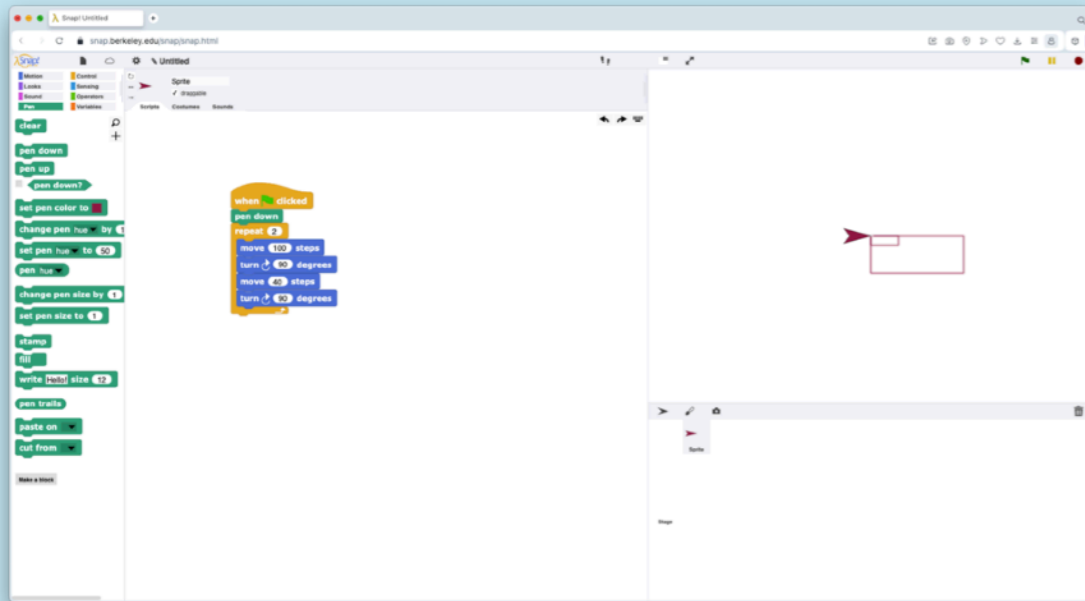 Snap! Untitled
snap.berkeley.edu/snap/snap.html
Snap!
Untitled
Motion Control
Looks Sensing
Sound Operators
Pen Variables
Sprite
draggable
Scripts Costumes Sounds
clear
pen down
pen up
pen down?
set pen color to
change pen hue by 1
set pen hue to 50
pen hue
change pen size by 1
set pen size to 1
stamp
fill
write Hello! size 12
pen trails
paste on
cut from
Make a block
when clicked
pen down
repeat 2
move 100 steps
turn 90 degrees
move 40 steps
turn 90 degrees
Sprite
Stage